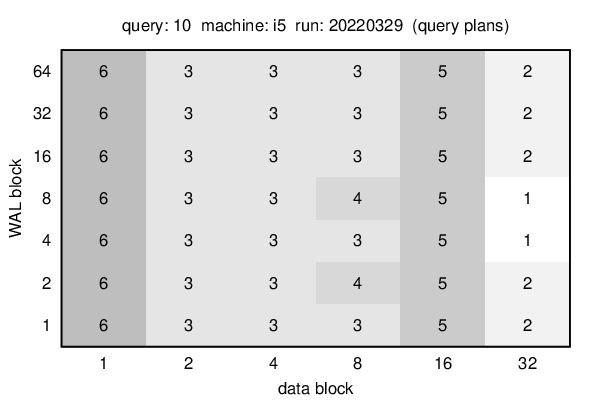 query: 10 machine: i5 run: 20220329 (query plans)
64 6 3 3 3 5 2
32 6 3 3 3 5 2
16 6 3 3 3 5 2
8 6 3 3 4 5 1
4 6 3 3 3 5 1
2 6 3 3 4 5 2
1 6 3 3 3 5 2
WAL block
1 2 4 8 16 32
data block